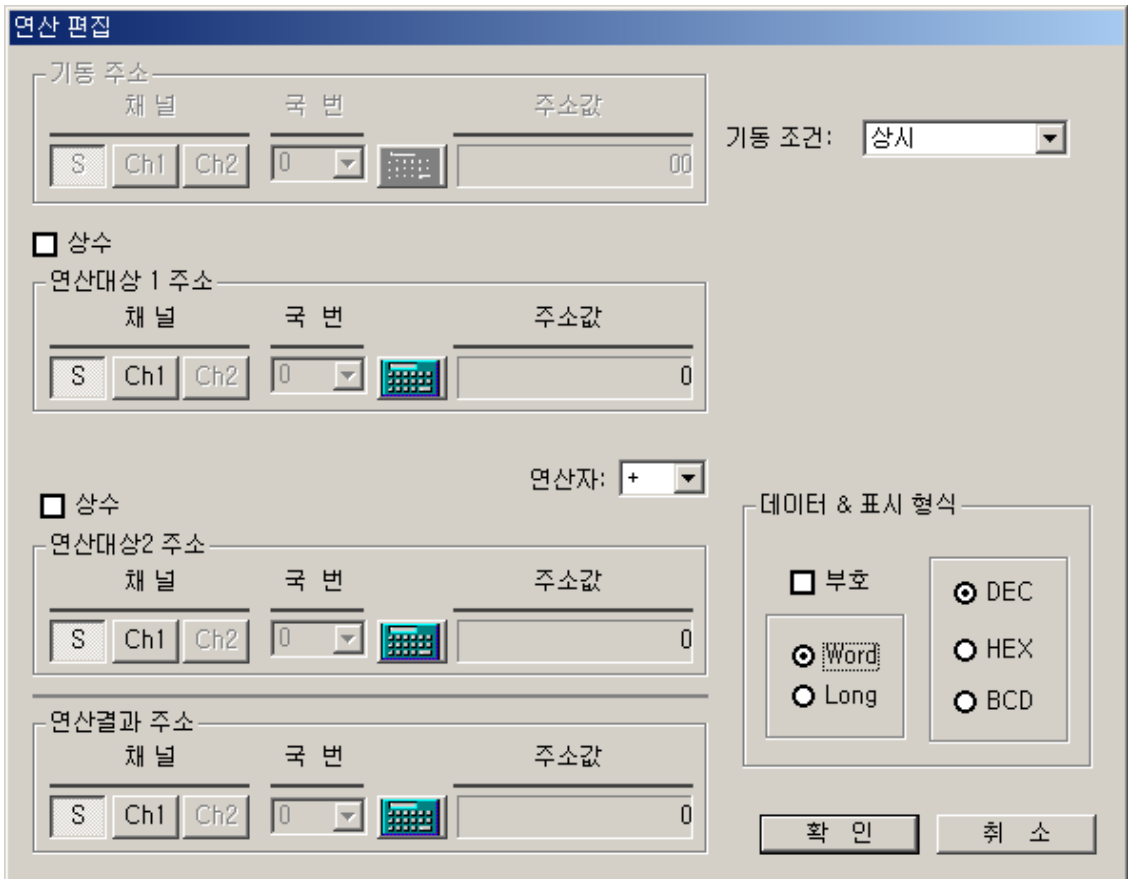 연산 편집
기동 주소
채 널 국 번 주소값
S Ch1 Ch2 0 00
기동 조건: 상시
상수
연산대상 1 주소
채 널 국 번 주소값
S Ch1 Ch2 0 0
연산자: +
상수
연산대상2 주소
채 널 국 번 주소값
S Ch1 Ch2 0 0
연산결과 주소
채 널 국 번 주소값
S Ch1 Ch2 0 0
데이터 & 표시 형식
부호
Word
Long
DEC
HEX
BCD
확 인 취 소